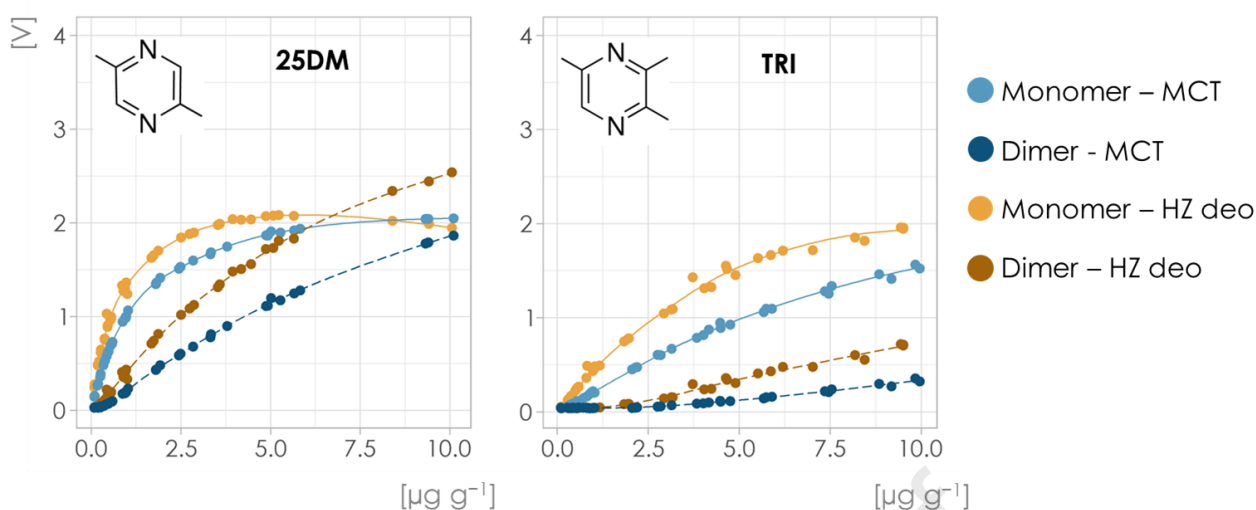 [V]
25DM
N
N
4
3
2
1
0
0.0 2.5 5.0 7.5 10.0
[µg g⁻¹]
TRI
N
N
4
3
2
1
0
0.0 2.5 5.0 7.5 10.0
[µg g⁻¹]
Monomer – MCT
Dimer - MCT
Monomer – HZ deo
Dimer – HZ deo